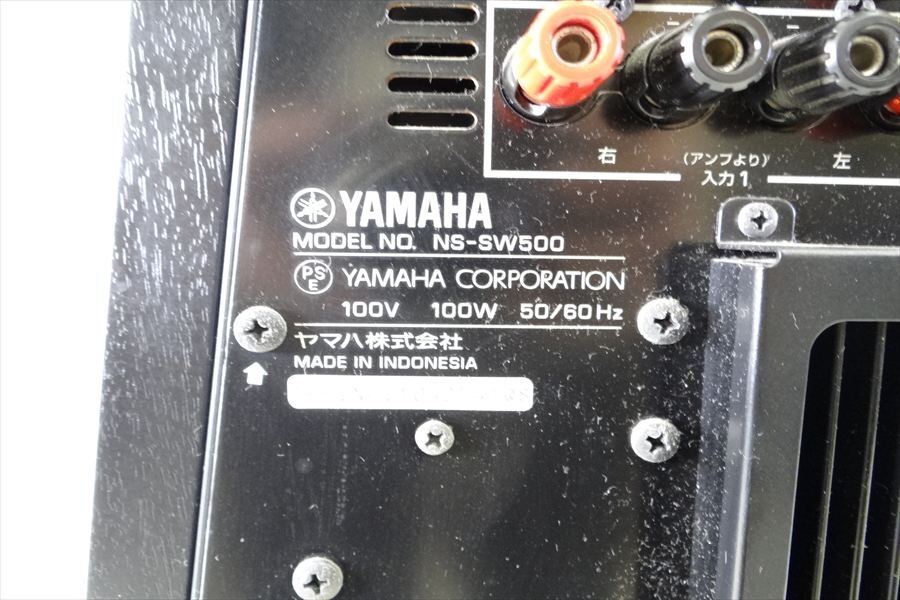 右 (アンプより) 左
入力1
YAMAHA
MODEL NO. NS-SW500
PSE YAMAHA CORPORATION
100V 100W 50/60Hz
ヤマハ株式会社
MADE IN INDONESIA